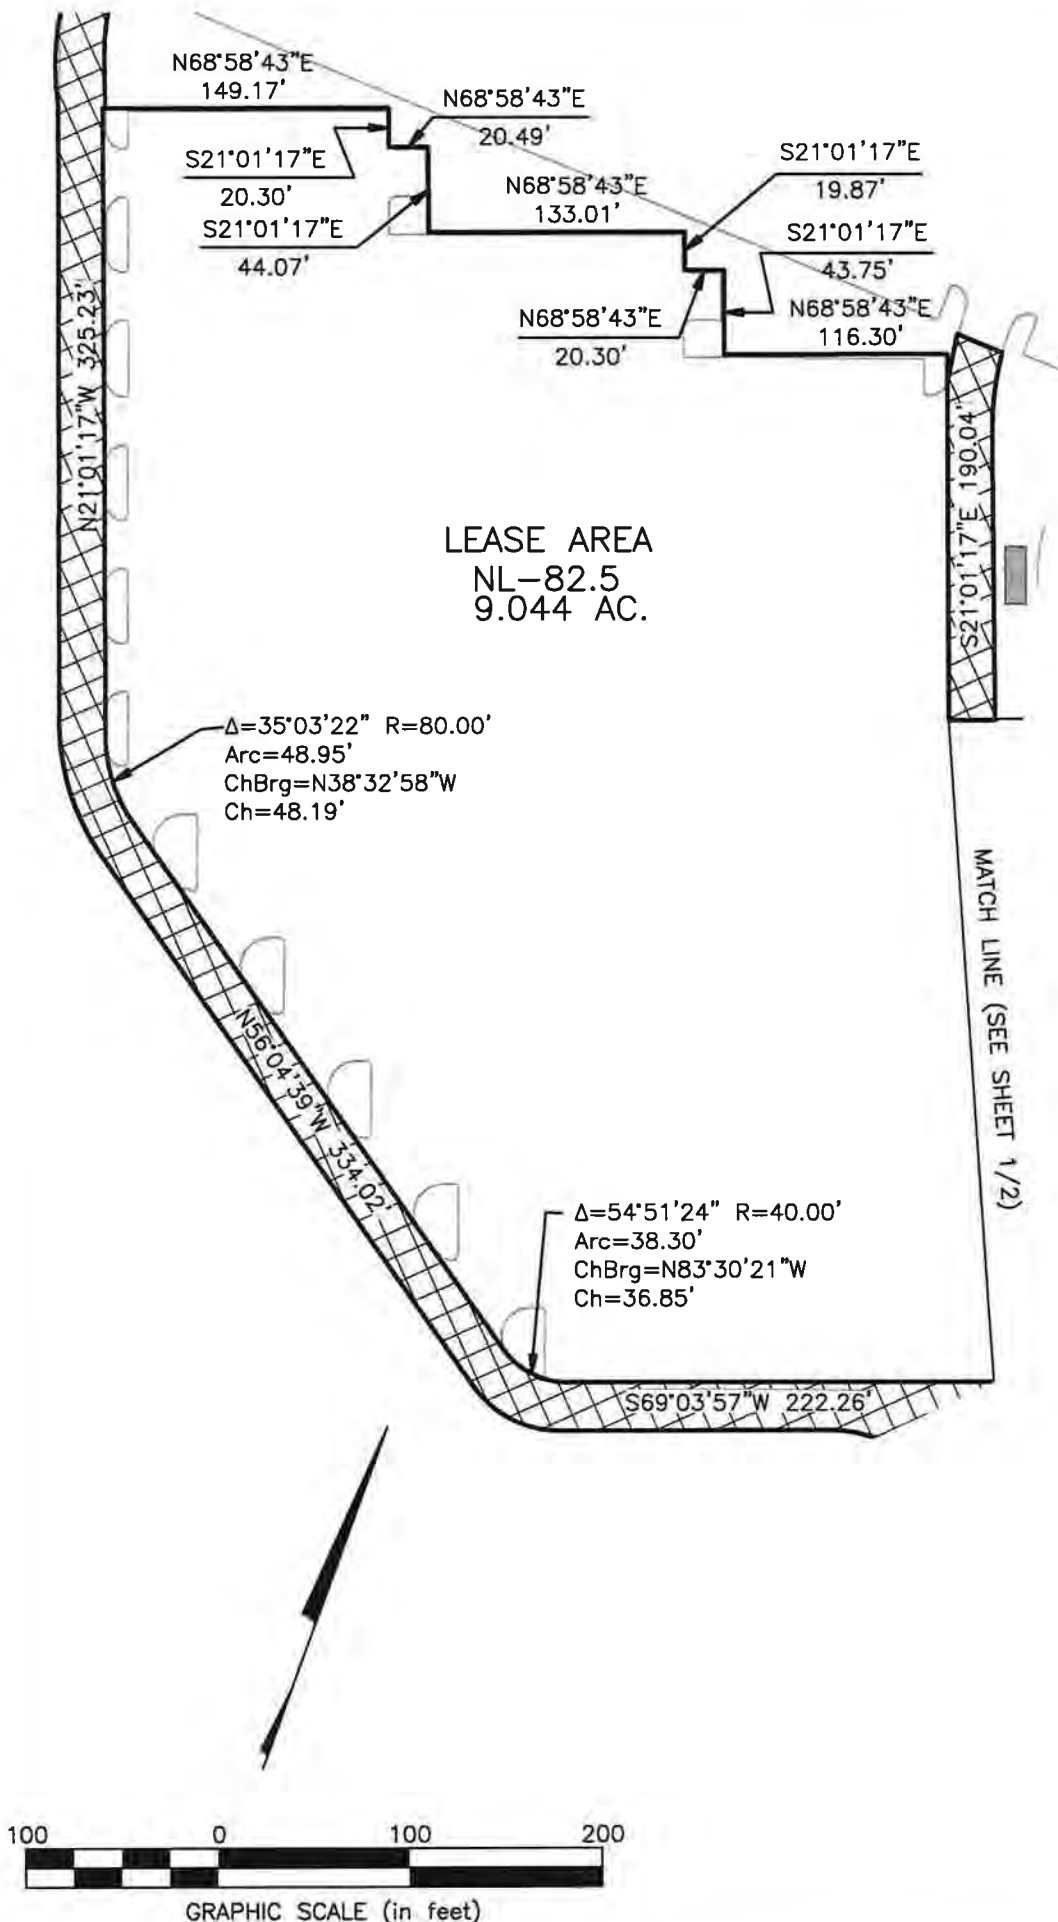 N68°58'43"E
149.17'
N68°58'43"E
20.49'
S21°01'17"E
20.30'
S21°01'17"E
44.07'
N68°58'43"E
133.01'
S21°01'17"E
19.87'
S21°01'17"E
43.75'
N68°58'43"E
20.30'
N68°58'43"E
116.30'
N21°01'17"W 325.23'
S21°01'17"E 190.04'
LEASE AREA
NL-82.5
9.044 AC.
Δ=35°03'22" R=80.00'
Arc=48.95'
ChBrg=N38°32'58"W
Ch=48.19'
MATCH LINE (SEE SHEET 1/2)
N56°04'39"W 334.02'
Δ=54°51'24" R=40.00'
Arc=38.30'
ChBrg=N83°30'21"W
Ch=36.85'
S69°03'57"W 222.26'
100 0 100 200
GRAPHIC SCALE (in feet)